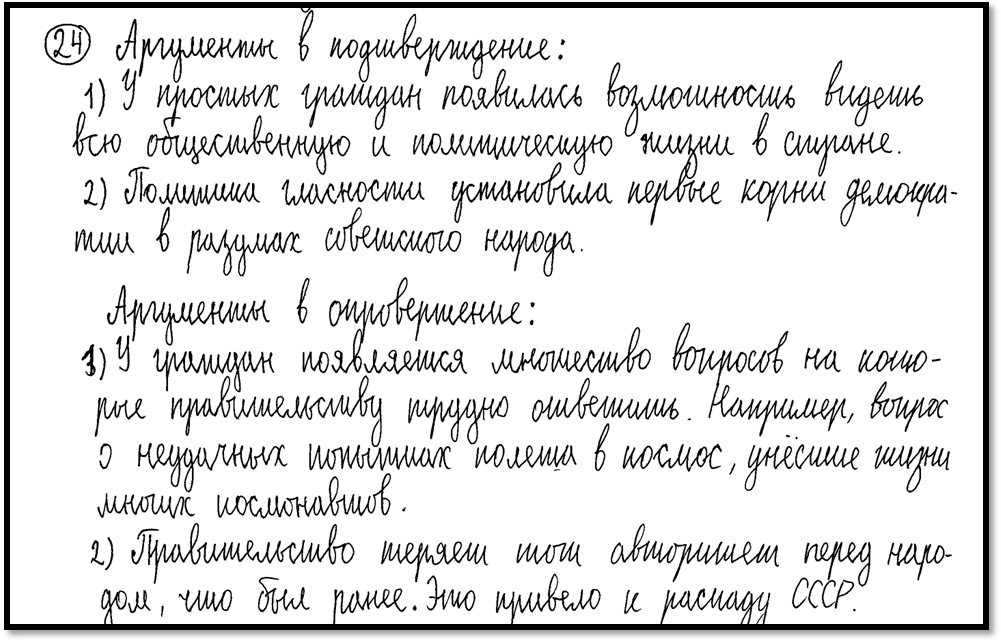 24 Аргументы в подтверждение:
1) У простых граждан появилась возможность видеть
всю общественную и политическую жизни в стране.
2) Политика гласности установила первые корни демокра-
тии в разумах советского народа.
Аргументы в опровержение:
1) У граждан появляется множество вопросов на кото-
рые правительству трудно ответить. Например, вопрос
о неудачных попытках полета в космос, унёсшие жизни
многих космонавтов.
2) Правительство теряет тот авторитет перед наро-
дом, что был ранее. Это привело к распаду СССР.